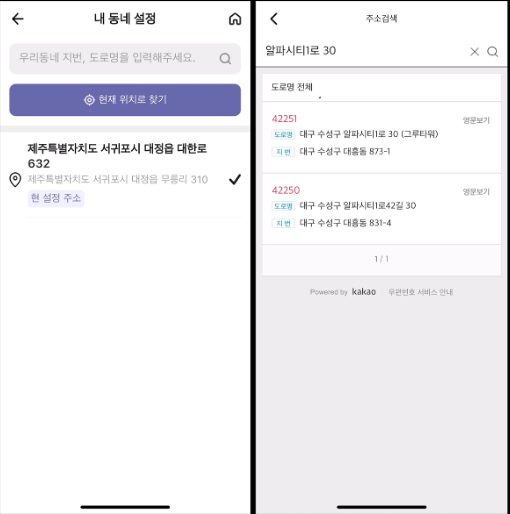 내 동네 설정
우리동네 지번, 도로명을 입력해주세요.
현재 위치로 찾기
제주특별자치도 서귀포시 대정읍 대한로
632
제주특별자치도 서귀포시 대정읍 무릉리 310
현 설정 주소
주소검색
알파시티1로 30
도로명 전체
42251
영문보기
도로명 대구 수성구 알파시티1로 30 (그루타워)
지번 대구 수성구 대흥동 873-1
42250
영문보기
도로명 대구 수성구 알파시티1로42길 30
지번 대구 수성구 대흥동 831-4
1 / 1
Powered by kakao 우편번호 서비스 안내